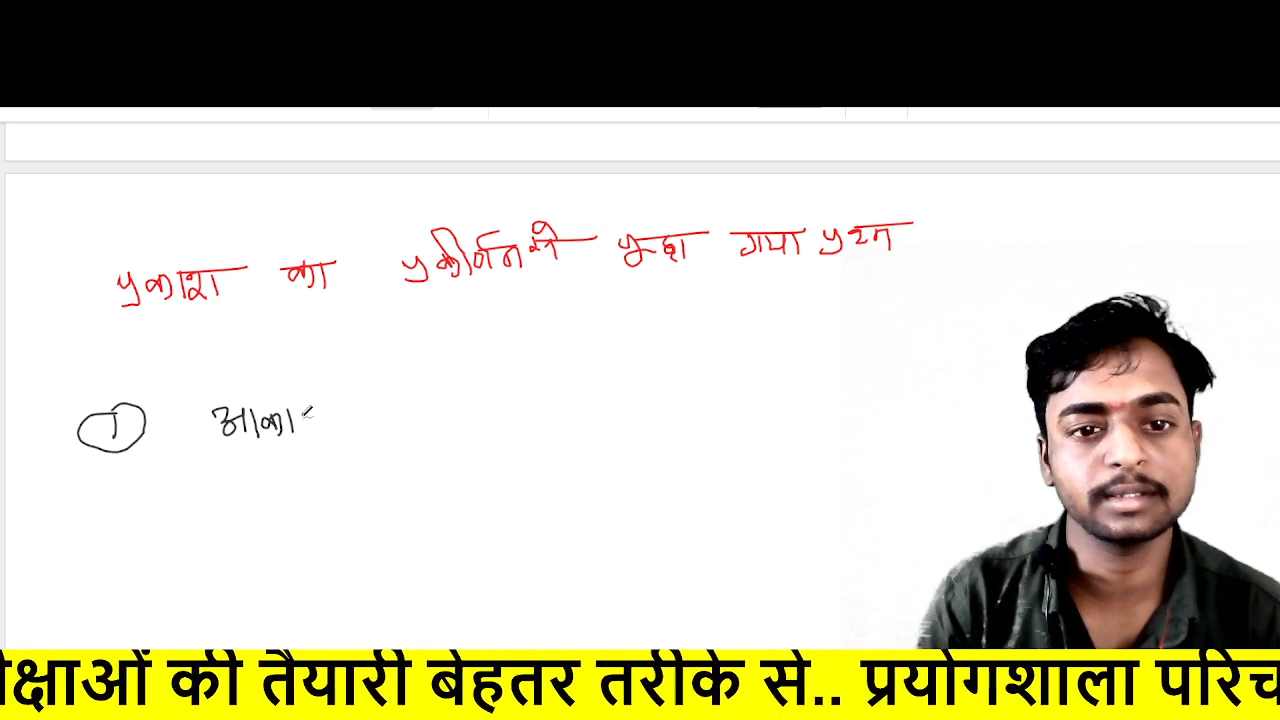 प्रकाश का प्रकीर्णन से पूछा गया प्रश्न
① आका
ीक्षाओं की तैयारी बेहतर तरीके से.. प्रयोगशाला परिच